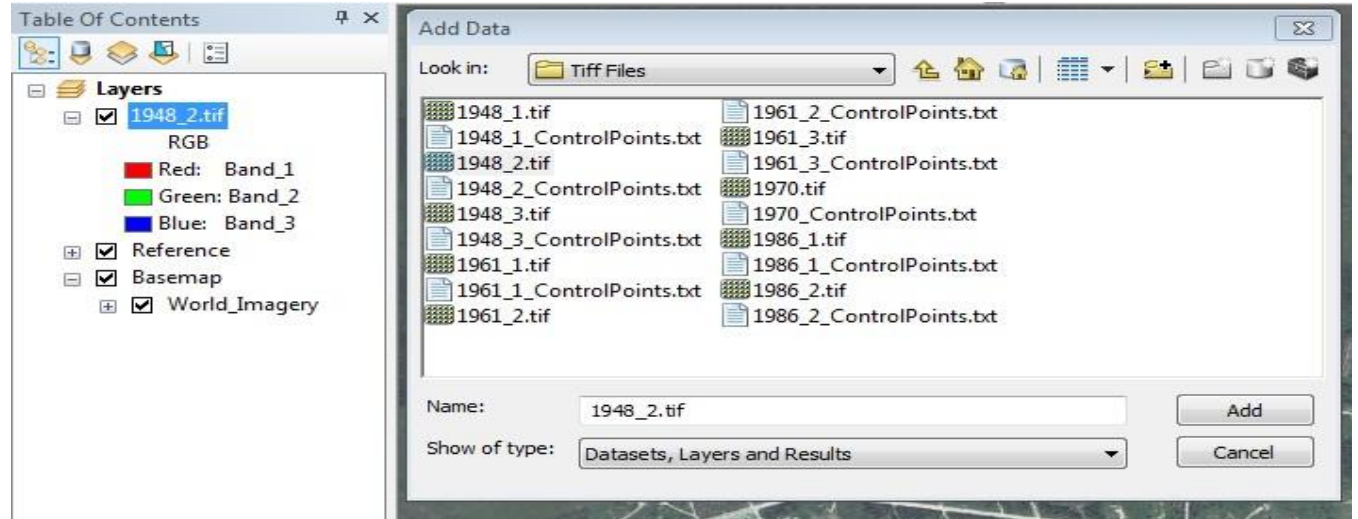 Table Of Contents
Layers
1948_2.tif
RGB
Red: Band_1
Green: Band_2
Blue: Band_3
Reference
Basemap
World_Imagery
Add Data
Look in: Tiff Files
1948_1.tif
1948_1_ControlPoints.txt
1948_2.tif
1948_2_ControlPoints.txt
1948_3.tif
1948_3_ControlPoints.txt
1961_1.tif
1961_1_ControlPoints.txt
1961_2.tif
1961_2_ControlPoints.txt
1961_3.tif
1961_3_ControlPoints.txt
1970.tif
1970_ControlPoints.txt
1986_1.tif
1986_1_ControlPoints.txt
1986_2.tif
1986_2_ControlPoints.txt
Name: 1948_2.tif Add
Show of type: Datasets, Layers and Results Cancel